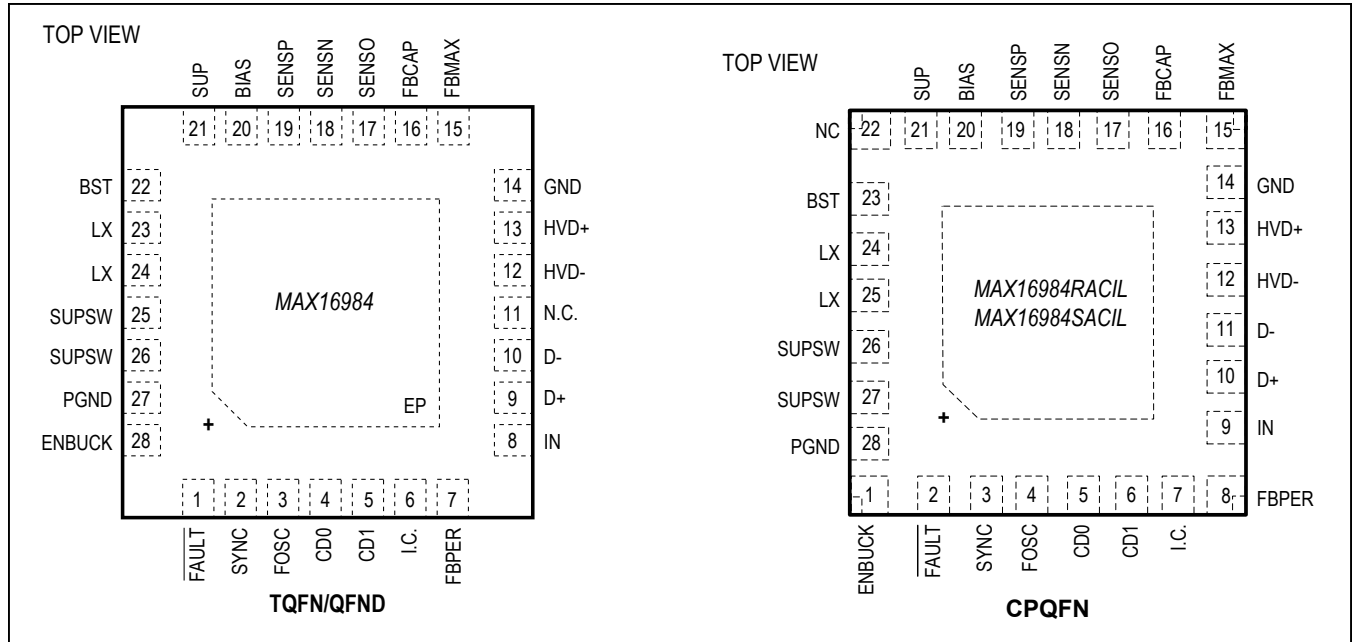 TOP VIEW
SUP
BIAS
SENSP
SENSN
SENSO
FBCAP
FBMAX
21
20
19
18
17
16
15
BST 22
LX 23
LX 24
SUPSW 25
SUPSW 26
PGND 27
ENBUCK 28
14 GND
13 HVD+
12 HVD-
11 N.C.
10 D-
9 D+
8 IN
MAX16984
EP
+
1
2
3
4
5
6
7
FAULT
SYNC
FOSC
CD0
CD1
I.C.
FBPER
TQFN/QFND
TOP VIEW
SUP
BIAS
SENSP
SENSN
SENSO
FBCAP
FBMAX
NC 22
21
20
19
18
17
16
15
BST 23
LX 24
LX 25
SUPSW 26
SUPSW 27
PGND 28
14 GND
13 HVD+
12 HVD-
11 D-
10 D+
9 IN
MAX16984RACIL
MAX16984SACIL
+
1
2
3
4
5
6
7
8 FBPER
ENBUCK
FAULT
SYNC
FOSC
CD0
CD1
I.C.
CPQFN